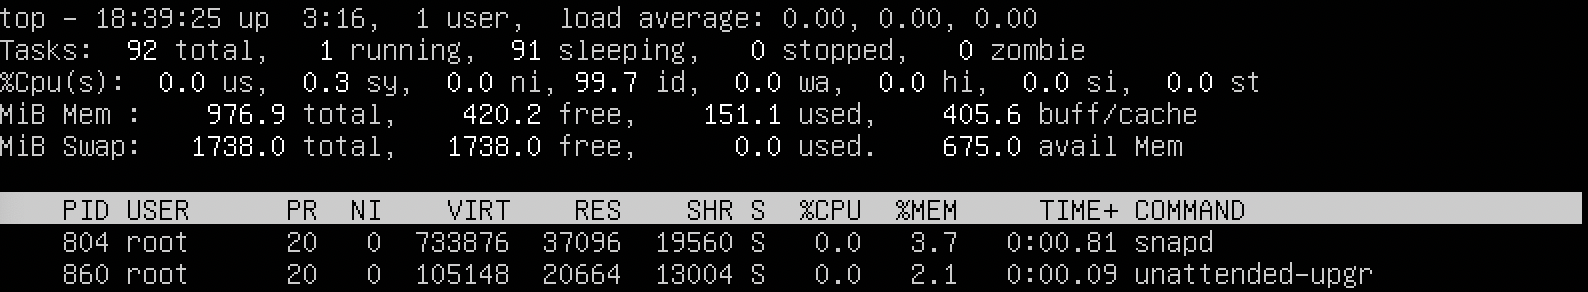 top - 18:39:25 up  3:16,  1 user,  load average: 0.00, 0.00, 0.00
Tasks:  92 total,   1 running,  91 sleeping,   0 stopped,   0 zombie
%Cpu(s):  0.0 us,  0.3 sy,  0.0 ni, 99.7 id,  0.0 wa,  0.0 hi,  0.0 si,  0.0 st
MiB Mem :    976.9 total,    420.2 free,    151.1 used,    405.6 buff/cache
MiB Swap:   1738.0 total,   1738.0 free,      0.0 used.    675.0 avail Mem
    PID USER      PR  NI    VIRT    RES    SHR S  %CPU  %MEM     TIME+ COMMAND
    804 root      20   0  733876  37096  19560 S   0.0   3.7   0:00.81 snapd
    860 root      20   0  105148  20664  13004 S   0.0   2.1   0:00.09 unattended-upgr